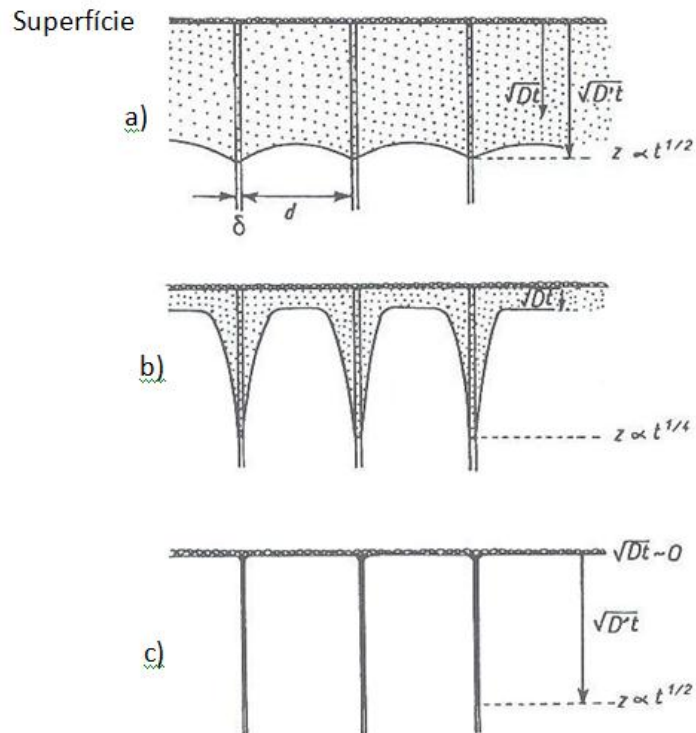 Superfície
a)
√Dt
√D't
z ∝ t^1/2
δ
d
b)
√Dt
z ∝ t^1/4
c)
√Dt ~0
√D't
z ∝ t^1/2